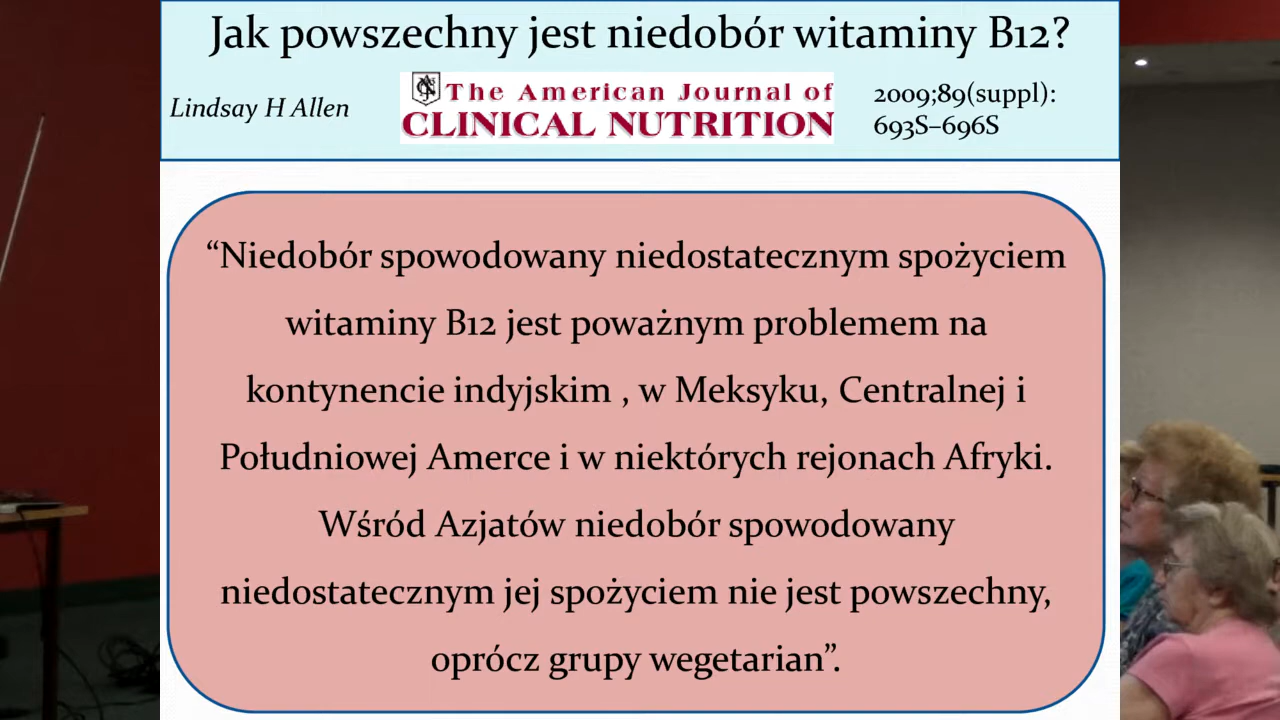 Jak powszechny jest niedobór witaminy B12?
Lindsay H Allen
The American Journal of
CLINICAL NUTRITION
2009;89(suppl):
693S–696S
“Niedobór spowodowany niedostatecznym spożyciem
witaminy B12 jest poważnym problemem na
kontynencie indyjskim , w Meksyku, Centralnej i
Południowej Amerce i w niektórych rejonach Afryki.
Wśród Azjatów niedobór spowodowany
niedostatecznym jej spożyciem nie jest powszechny,
oprócz grupy wegetarian”.